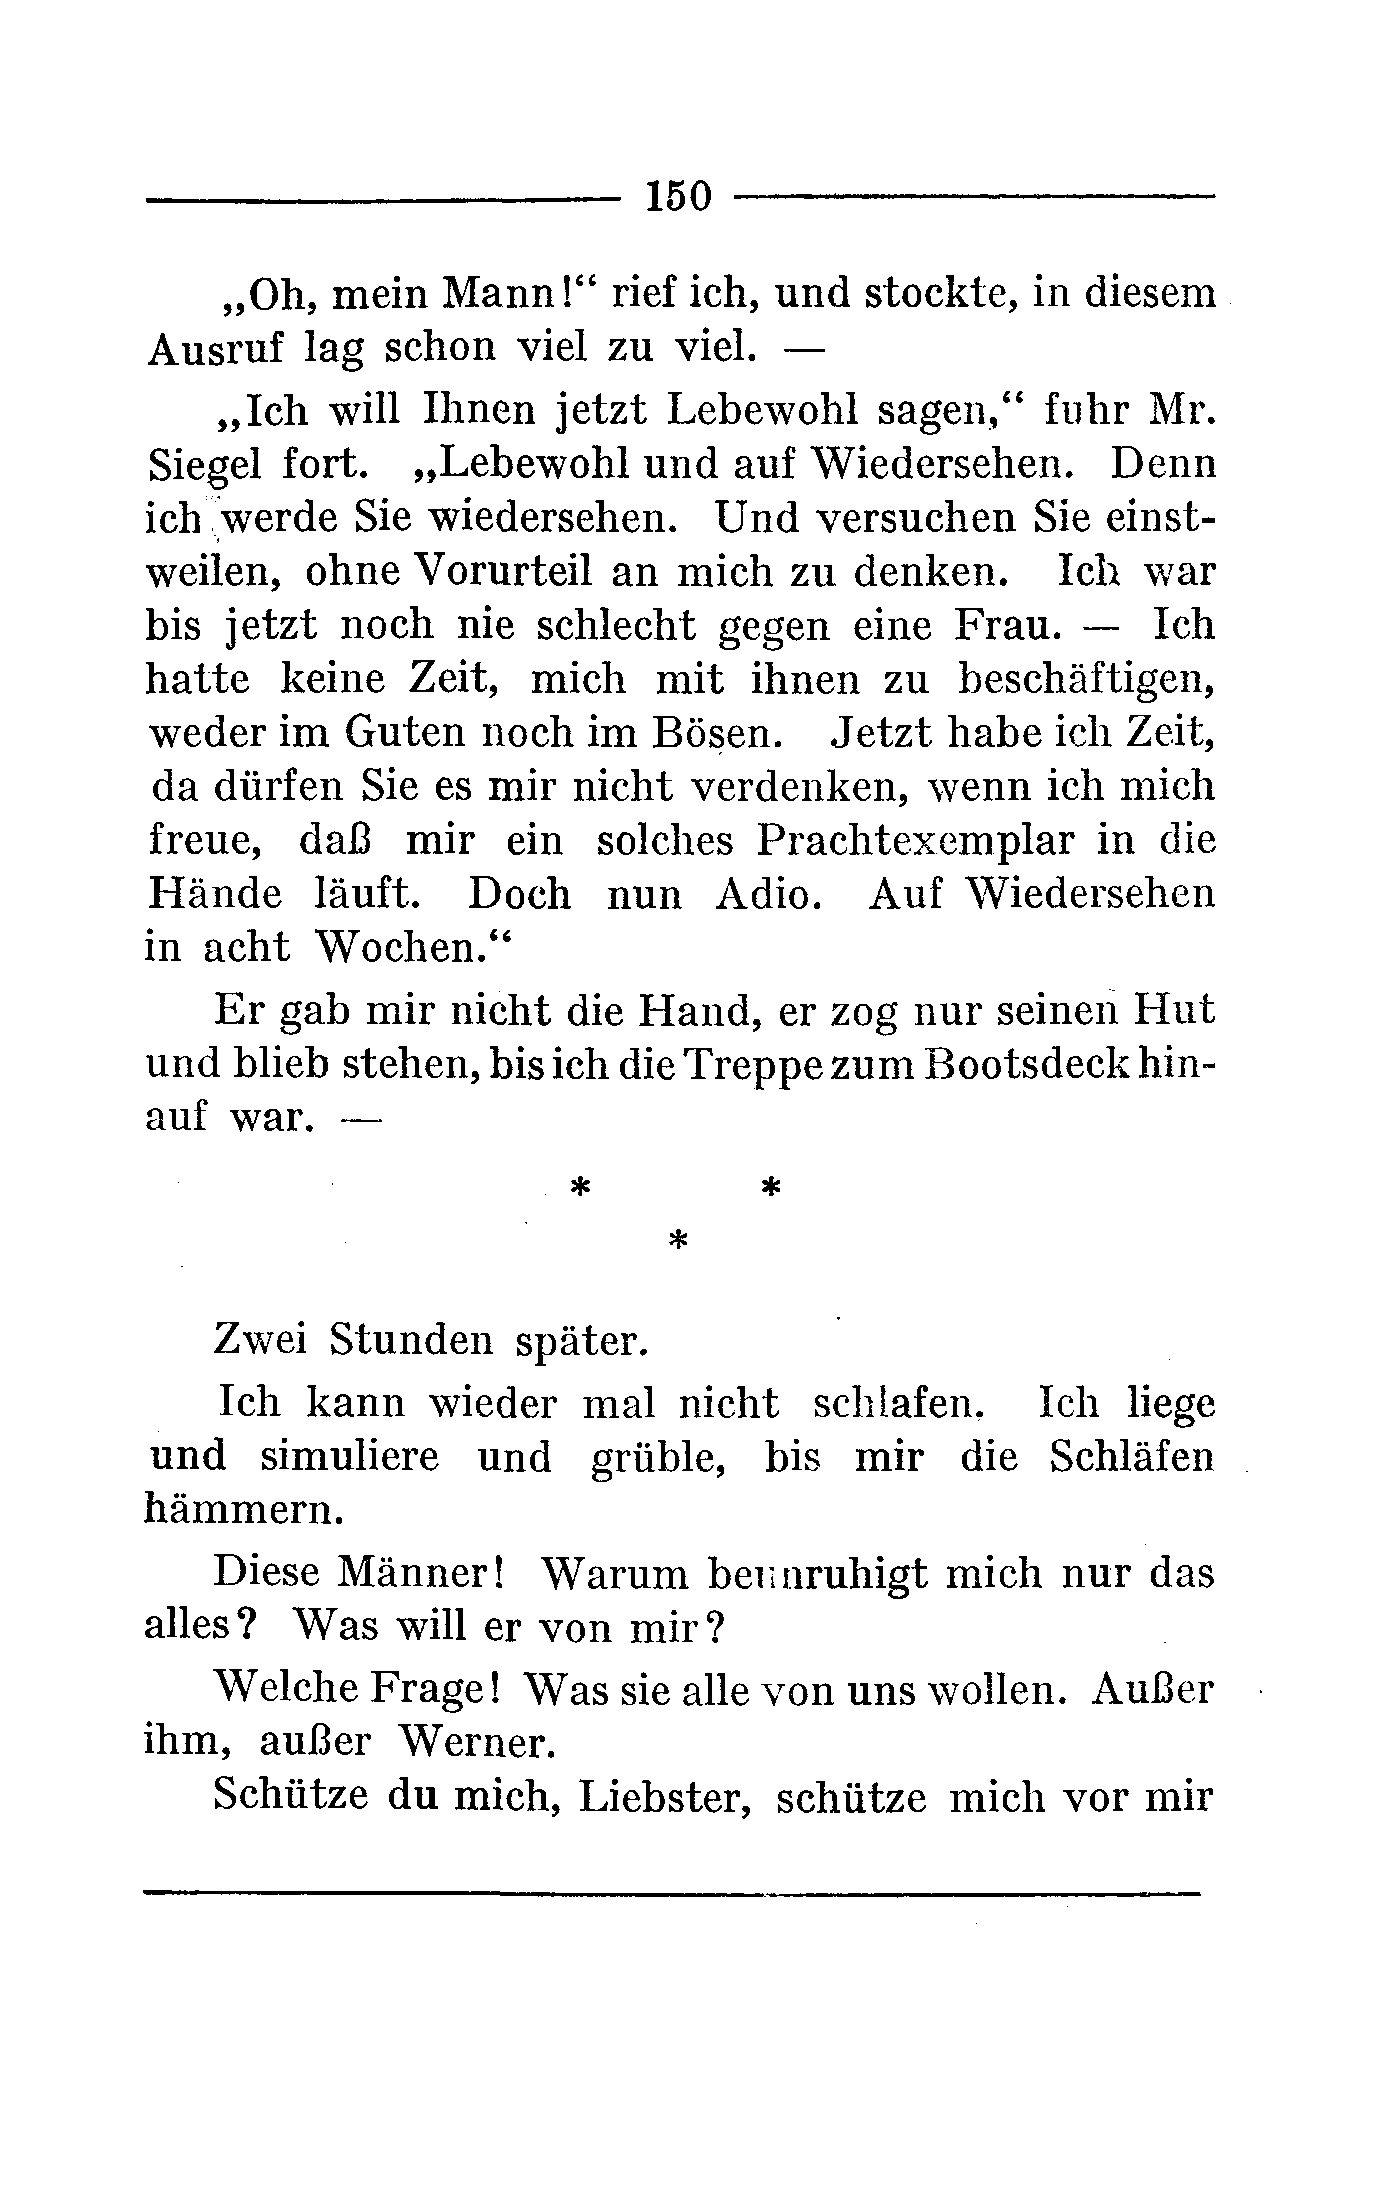 150
„Oh, mein Mann!“ rief ich, und stockte, in diesem
Ausruf lag schon viel zu viel. —
„Ich will Ihnen jetzt Lebewohl sagen,“ fuhr Mr.
Siegel fort. „Lebewohl und auf Wiedersehen. Denn
ich werde Sie wiedersehen. Und versuchen Sie einst-
weilen, ohne Vorurteil an mich zu denken. Ich war
bis jetzt noch nie schlecht gegen eine Frau. — Ich
hatte keine Zeit, mich mit ihnen zu beschäftigen,
weder im Guten noch im Bösen. Jetzt habe ich Zeit,
da dürfen Sie es mir nicht verdenken, wenn ich mich
freue, daß mir ein solches Prachtexemplar in die
Hände läuft. Doch nun Adio. Auf Wiedersehen
in acht Wochen.“
Er gab mir nicht die Hand, er zog nur seinen Hut
und blieb stehen, bis ich die Treppe zum Bootsdeck hin-
auf war. —
* *
*
Zwei Stunden später.
Ich kann wieder mal nicht schlafen. Ich liege
und simuliere und grüble, bis mir die Schläfen
hämmern.
Diese Männer! Warum beunruhigt mich nur das
alles? Was will er von mir?
Welche Frage! Was sie alle von uns wollen. Außer
ihm, außer Werner.
Schütze du mich, Liebster, schütze mich vor mir